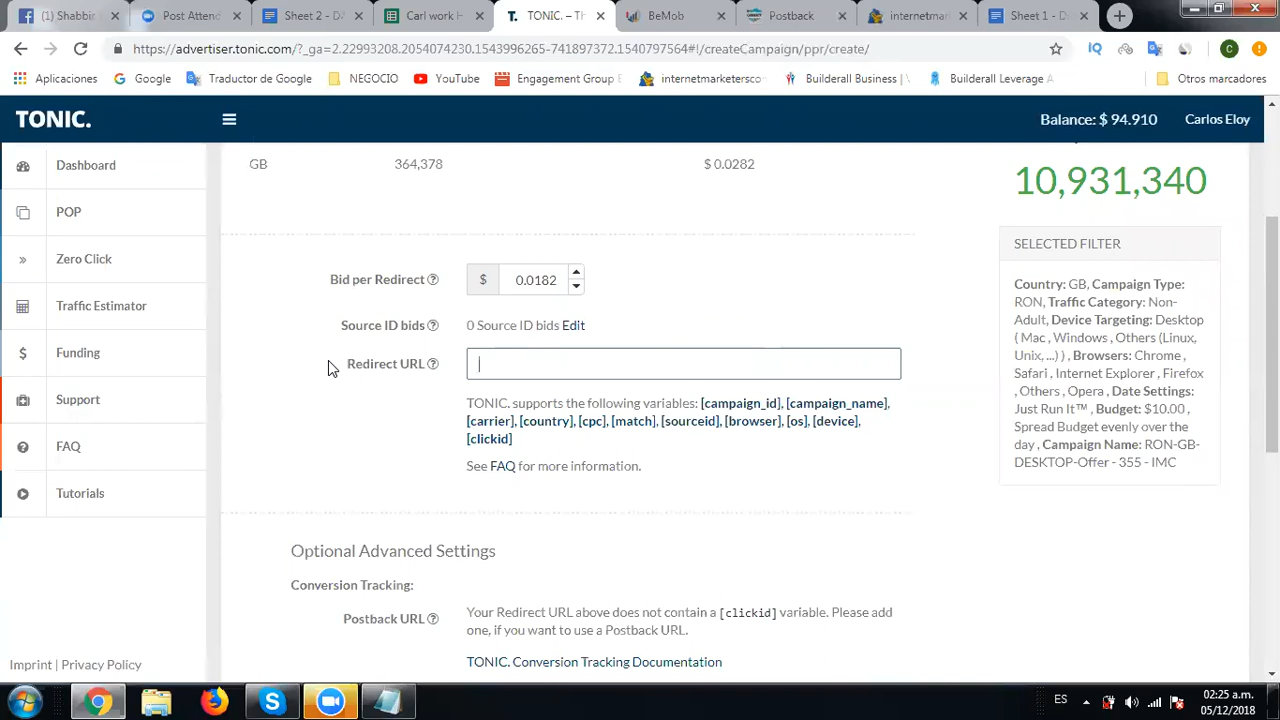 (1) Shabbir
Post Attend
Sheet 2 - DA
Carl work H
TONIC. – Th
BeMob
Postback
internetmar
Sheet 1 - Dr
https://advertiser.tonic.com/?_ga=2.22993208.2054074230.1543996265-741897372.1540797564#!/createCampaign/ppr/create/
Aplicaciones
Google
Traductor de Google
NEGOCIO
YouTube
Engagement Group E
internetmarketersco
Builderall Business | V
Builderall Leverage A
Otros marcadores
TONIC.
Balance: $ 94.910
Carlos Eloy
Dashboard
POP
Zero Click
Traffic Estimator
Funding
Support
FAQ
Tutorials
Imprint | Privacy Policy
GB 364,378 $ 0.0282
Bid per Redirect $ 0.0182
Source ID bids 0 Source ID bids Edit
Redirect URL
TONIC. supports the following variables: [campaign_id], [campaign_name],
[carrier], [country], [cpc], [match], [sourceid], [browser], [os], [device],
[clickid]
See FAQ for more information.
Optional Advanced Settings
Conversion Tracking:
Postback URL Your Redirect URL above does not contain a [clickid] variable. Please add
one, if you want to use a Postback URL.
TONIC. Conversion Tracking Documentation
10,931,340
SELECTED FILTER
Country: GB, Campaign Type:
RON, Traffic Category: Non-
Adult, Device Targeting: Desktop
( Mac , Windows , Others (Linux,
Unix, ...) ) , Browsers: Chrome ,
Safari , Internet Explorer , Firefox
, Others , Opera , Date Settings:
Just Run It™ , Budget: $10.00 ,
Spread Budget evenly over the
day , Campaign Name: RON-GB-
DESKTOP-Offer - 355 - IMC
ES
02:25 a.m.
05/12/2018